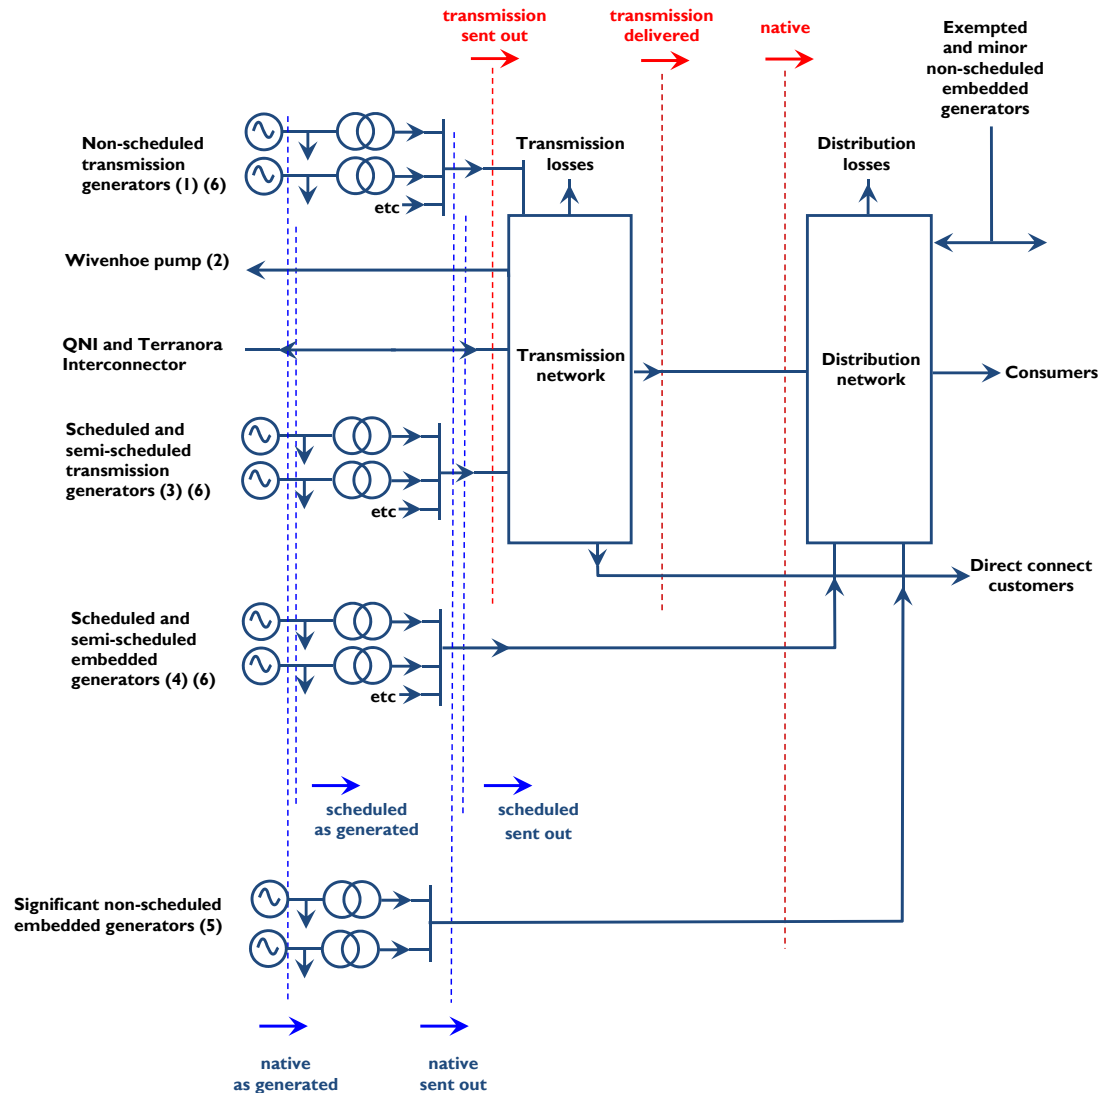 transmission
sent out
transmission
delivered
native
Exempted
and minor
non-scheduled
embedded
generators
Non-scheduled
transmission
generators (1) (6)
etc
Transmission
losses
Distribution
losses
Wivenhoe pump (2)
QNI and Terranora
Interconnector
Transmission
network
Distribution
network
Consumers
Scheduled and
semi-scheduled
transmission
generators (3) (6)
etc
Direct connect
customers
Scheduled and
semi-scheduled
embedded
generators (4) (6)
etc
scheduled
as generated
scheduled
sent out
Significant non-scheduled
embedded generators (5)
native
as generated
native
sent out